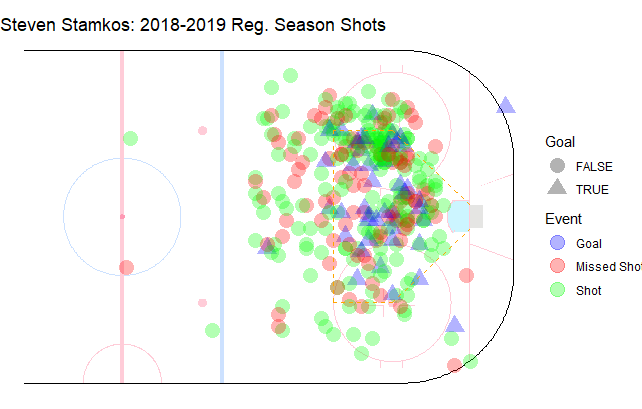 Steven Stamkos: 2018-2019 Reg. Season Shots
Goal
FALSE
TRUE
Event
Goal
Missed Shot
Shot